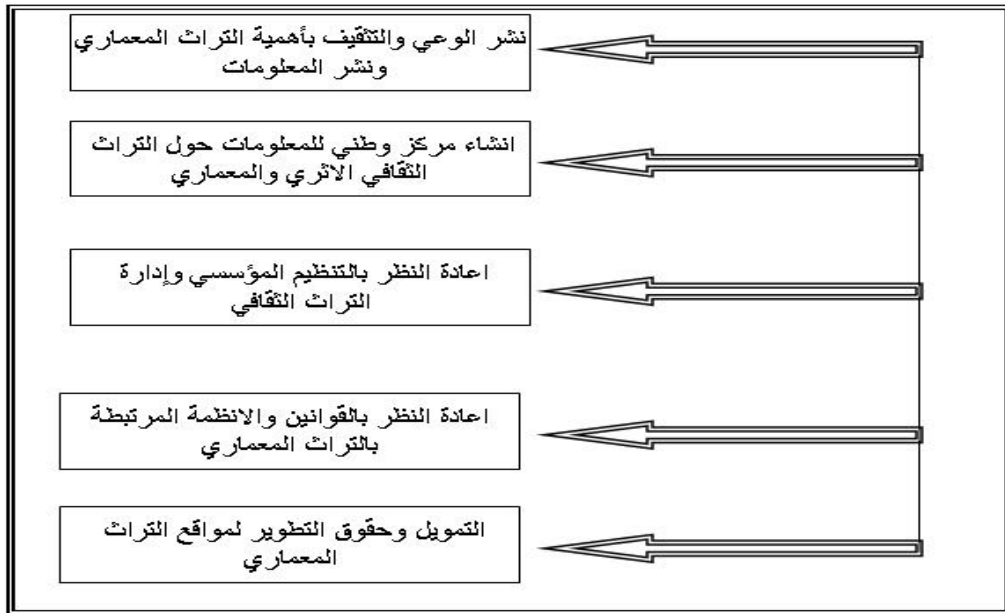 نشر الوعي والتثقيف بأهمية التراث المعماري
ونشر المعلومات
انشاء مركز وطني للمعلومات حول التراث
الثقافي الاثري والمعماري
اعادة النظر بالتنظيم المؤسسي وإدارة
التراث الثقافي
اعادة النظر بالقوانين والانظمة المرتبطة
بالتراث المعماري
التمويل وحقوق التطوير لمواقع التراث
المعماري